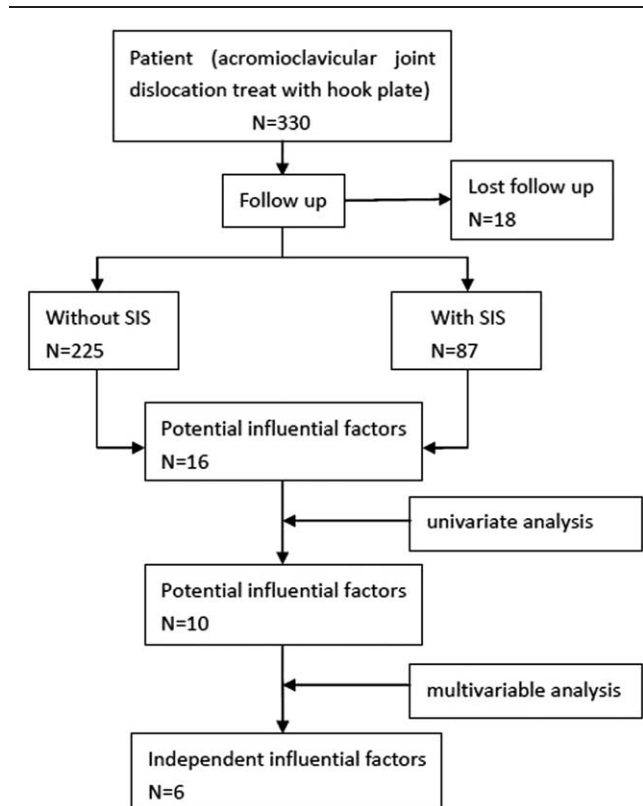 Patient (acromioclavicular joint
dislocation treat with hook plate)
N=330
Follow up
Lost follow up
N=18
Without SIS
N=225
With SIS
N=87
Potential influential factors
N=16
univariate analysis
Potential influential factors
N=10
multivariable analysis
Independent influential factors
N=6